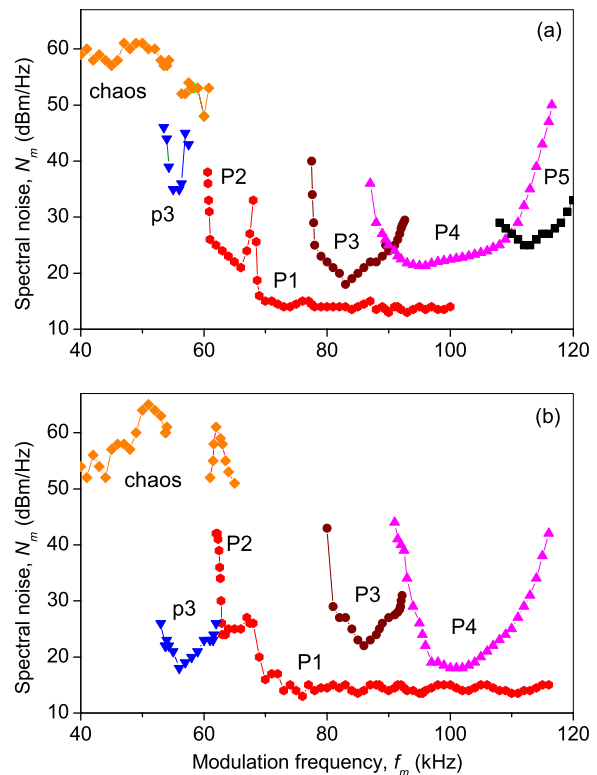 (a)
Spectral noise, Nm (dBm/Hz)
60
50
40
30
20
10
chaos
p3
P2
P1
P3
P4
P5
40 60 80 100 120
(b)
Spectral noise, Nm (dBm/Hz)
60
50
40
30
20
10
chaos
p3
P2
P1
P3
P4
40 60 80 100 120
Modulation frequency, fm (kHz)